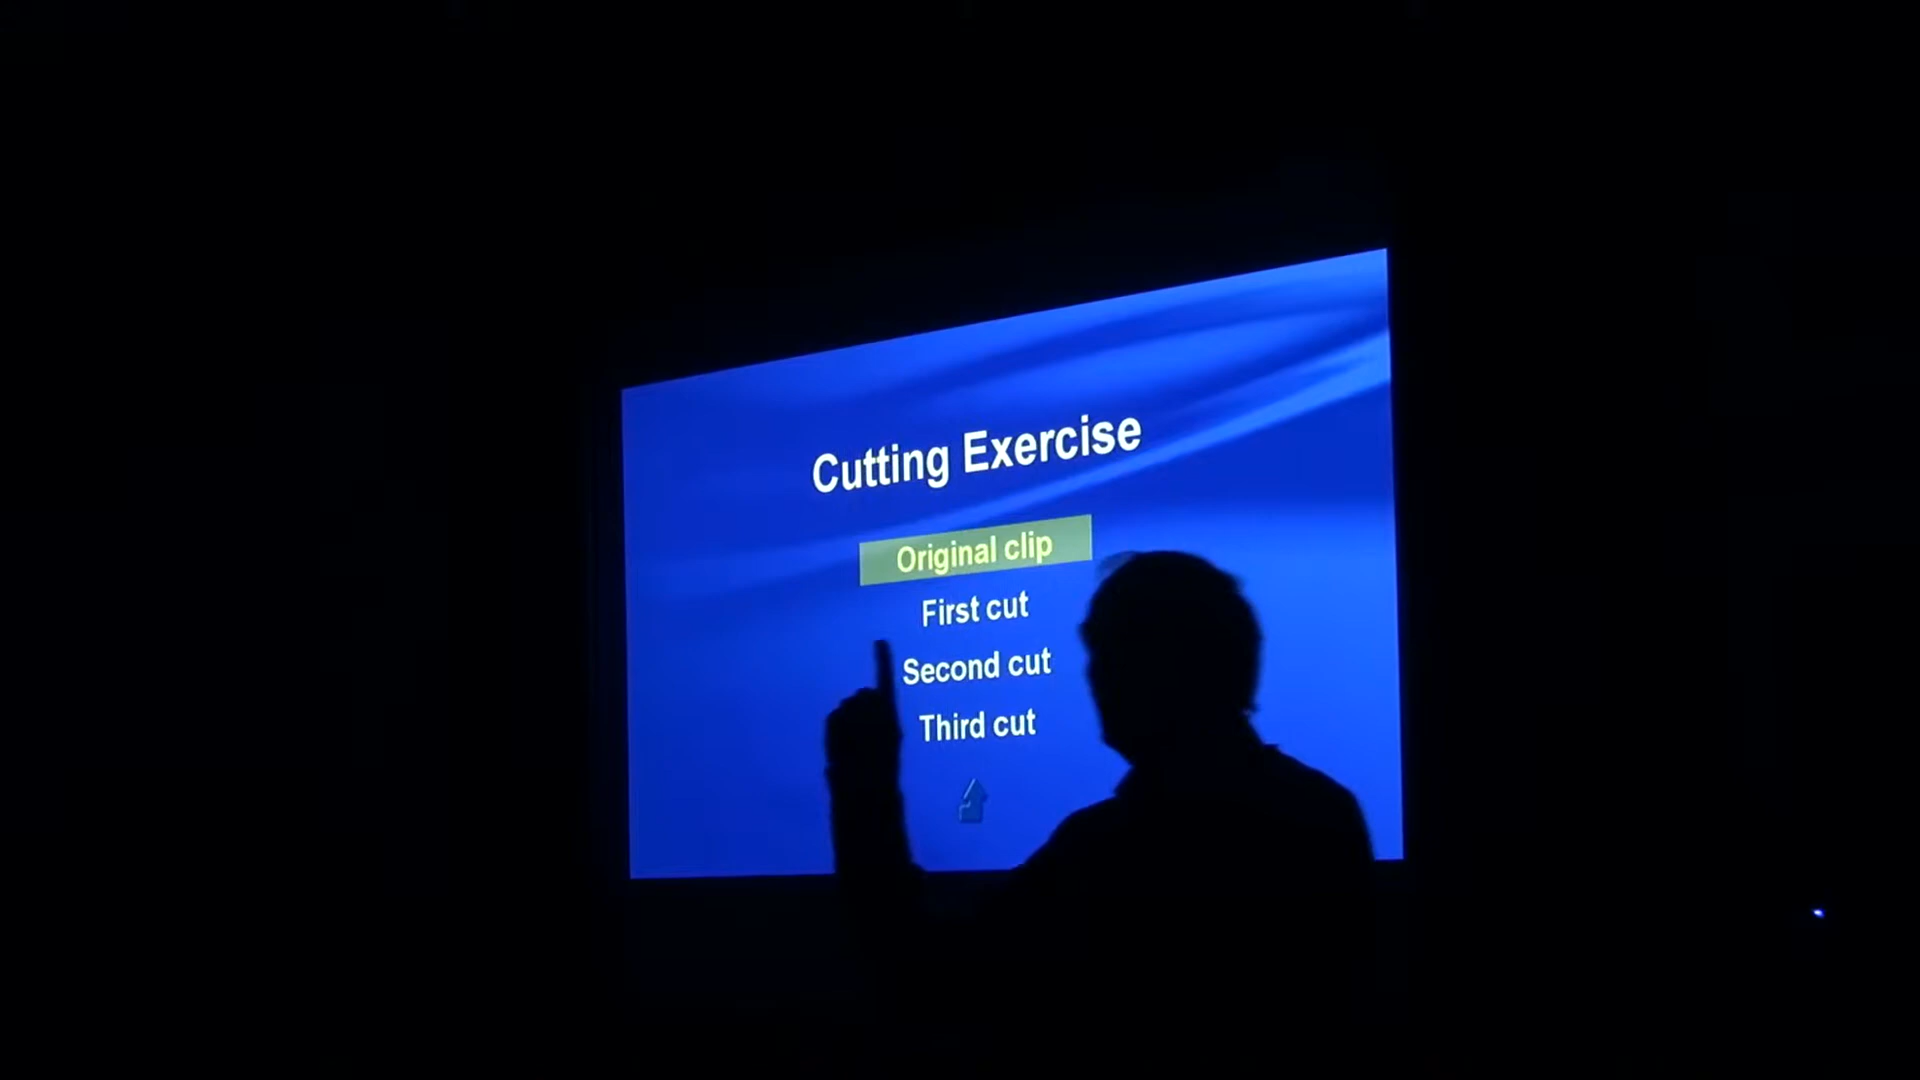 Cutting Exercise
Original clip
First cut
Second cut
Third cut